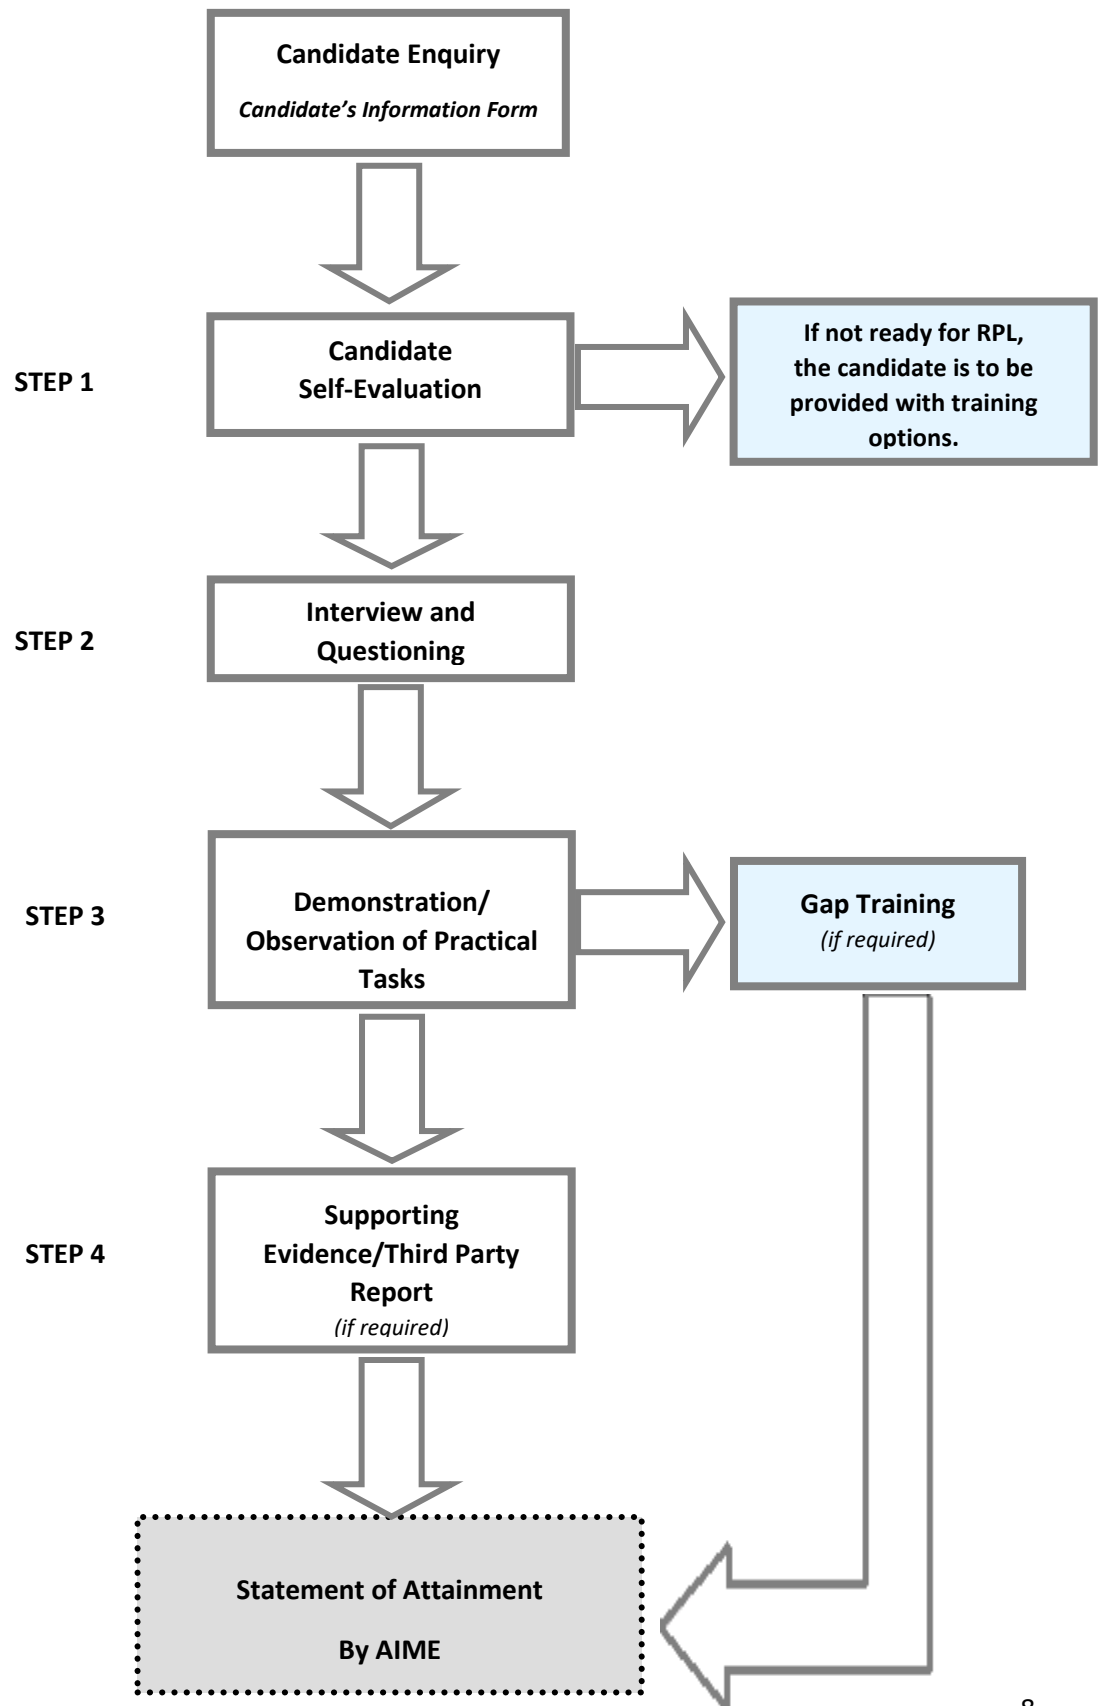 Candidate Enquiry
Candidate’s Information Form
STEP 1
Candidate
Self-Evaluation
If not ready for RPL,
the candidate is to be
provided with training
options.
STEP 2
Interview and
Questioning
STEP 3
Demonstration/
Observation of Practical
Tasks
Gap Training
(if required)
STEP 4
Supporting
Evidence/Third Party
Report
(if required)
Statement of Attainment
By AIME
8